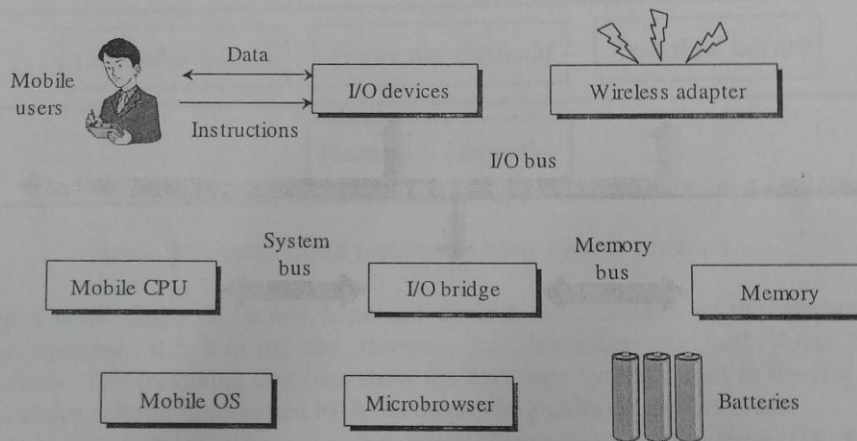 Data
Mobile
users
I/O devices
Wireless adapter
Instructions
I/O bus
System
bus
Memory
bus
Mobile CPU
I/O bridge
Memory
Mobile OS
Microbrowser
Batteries